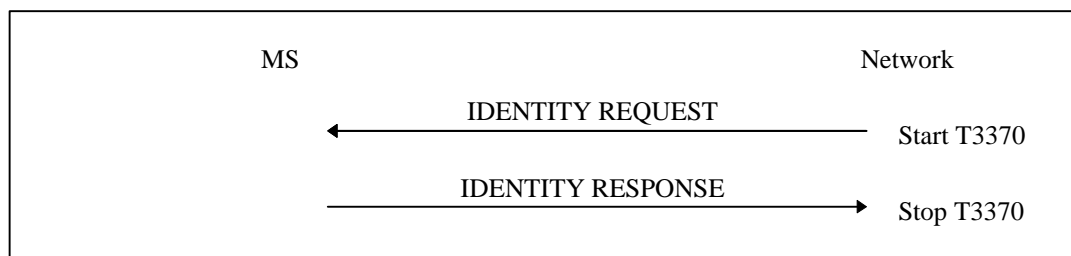 MS Network
IDENTITY REQUEST
Start T3370
IDENTITY RESPONSE
Stop T3370